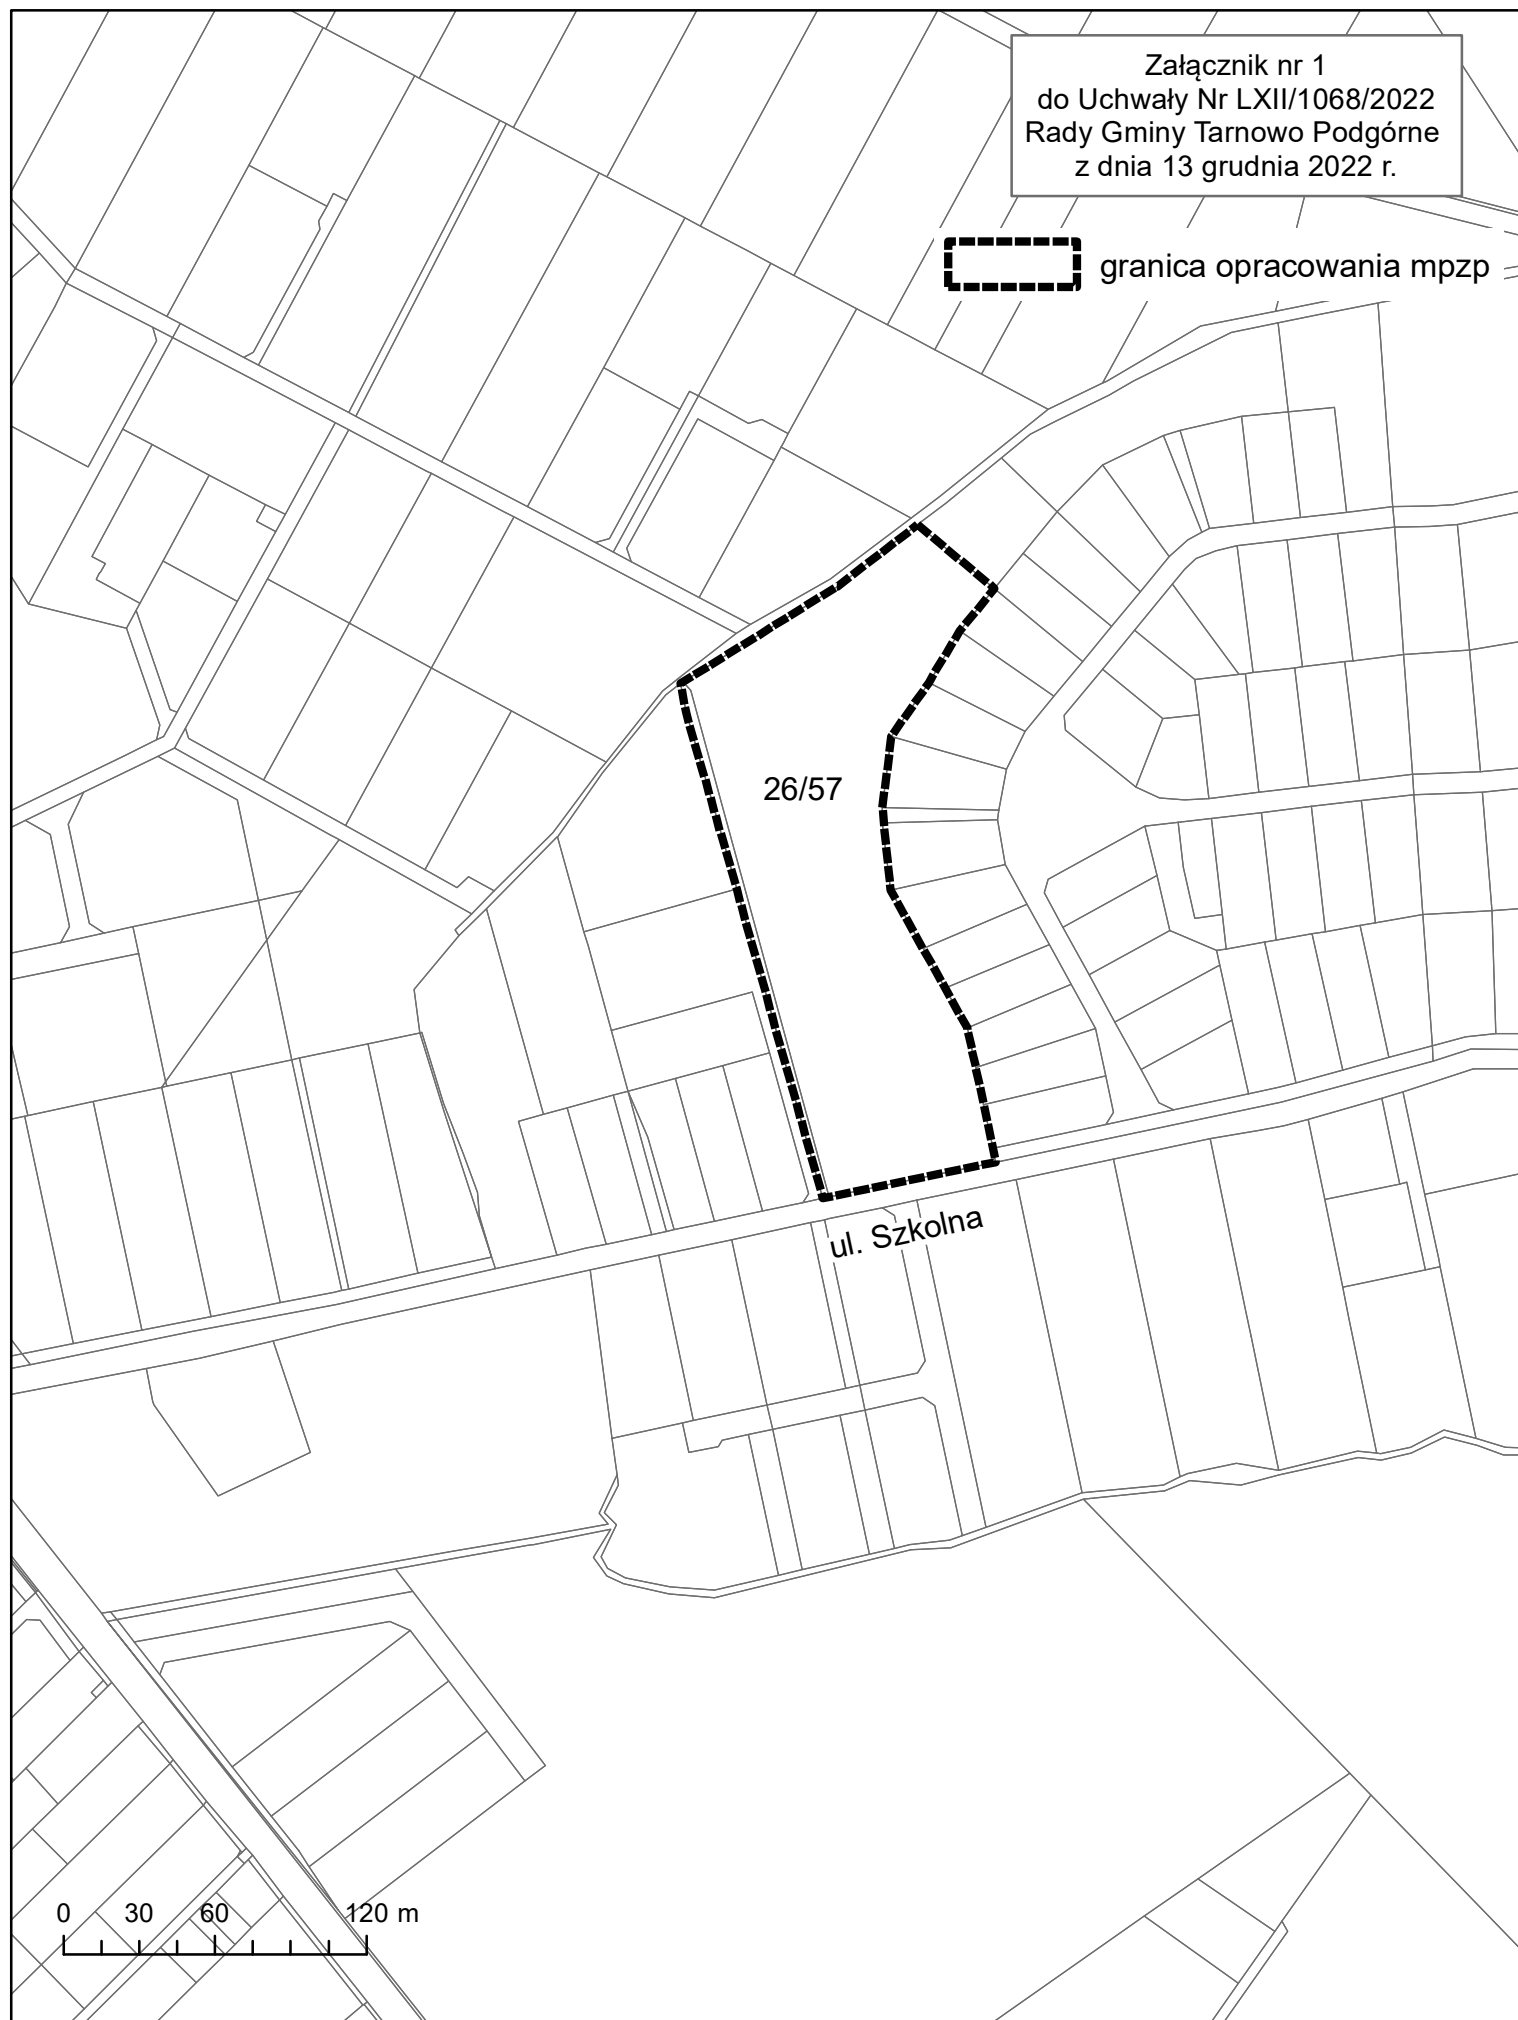 Załącznik nr 1
do Uchwały Nr LXII/1068/2022
Rady Gminy Tarnowo Podgórne
z dnia 13 grudnia 2022 r.
granica opracowania mpzp
26/57
ul. Szkolna
0 30 60 120 m